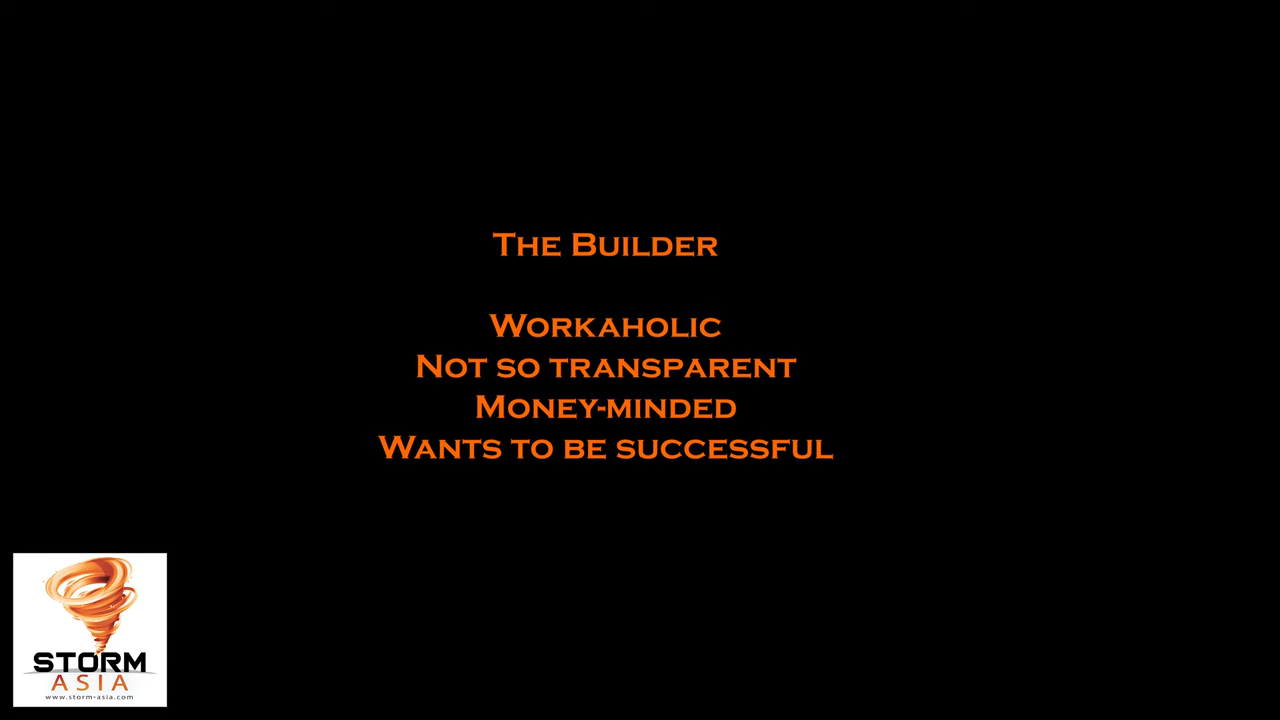 The Builder
Workaholic
Not so transparent
Money-minded
Wants to be successful
STORM
ASIA
www.storm-asia.com